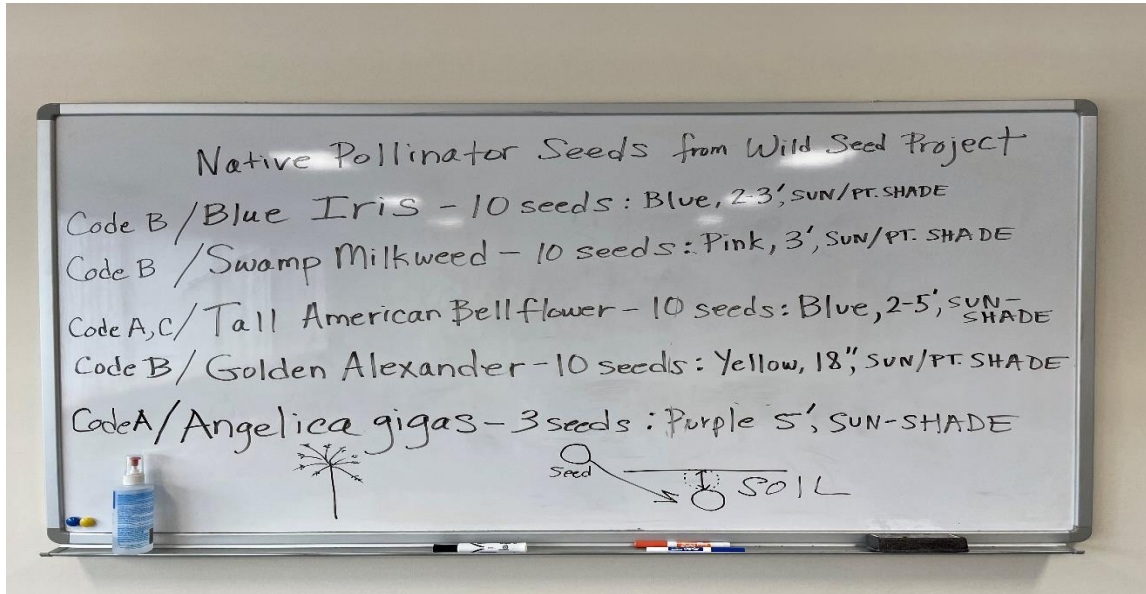 Native Pollinator Seeds from Wild Seed Project
Code B / Blue Iris - 10 seeds : Blue, 2-3', SUN/PT. SHADE
Code B / Swamp Milkweed - 10 seeds : Pink, 3', SUN/PT. SHADE
Code A, C / Tall American Bellflower - 10 seeds : Blue, 2-5', SUN-
SHADE
Code B / Golden Alexander - 10 seeds : Yellow, 18", SUN/PT. SHADE
Code A / Angelica gigas - 3 seeds : Purple 5', SUN-SHADE
Seed
SOIL